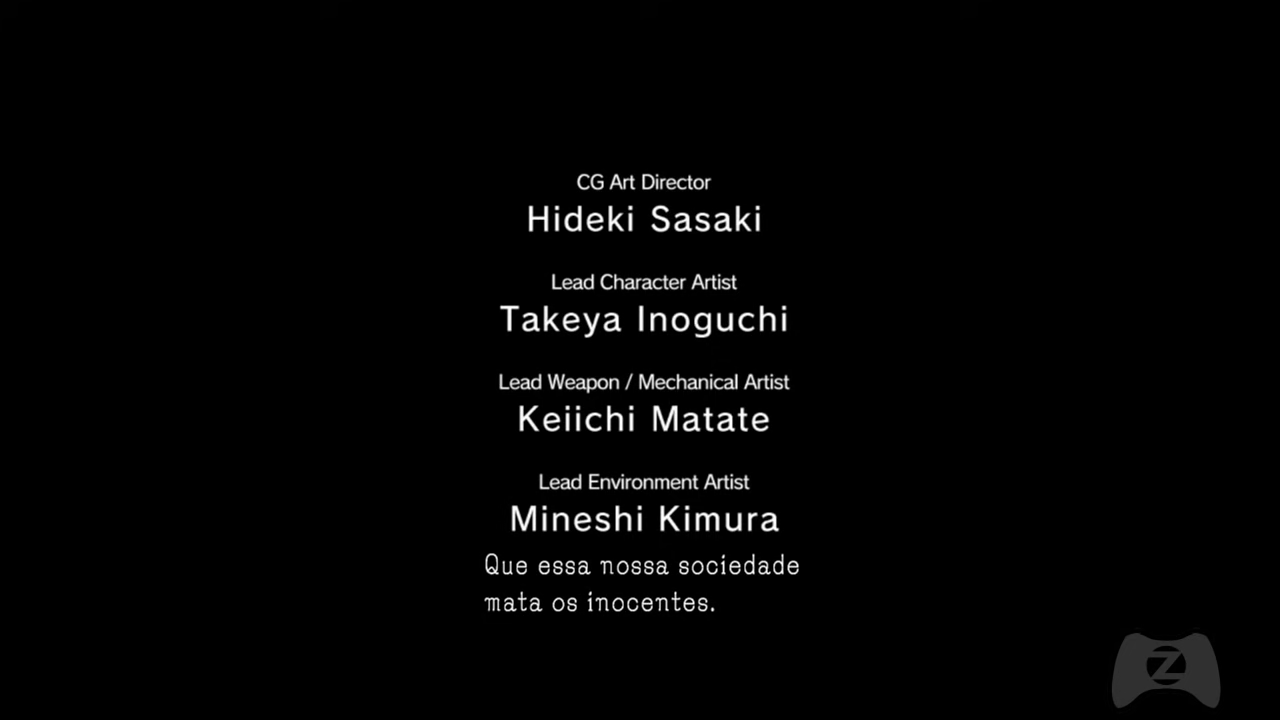 CG Art Director
Hideki Sasaki
Lead Character Artist
Takeya Inoguchi
Lead Weapon / Mechanical Artist
Keiichi Matate
Lead Environment Artist
Mineshi Kimura
Que essa nossa sociedade
mata os inocentes.
Z